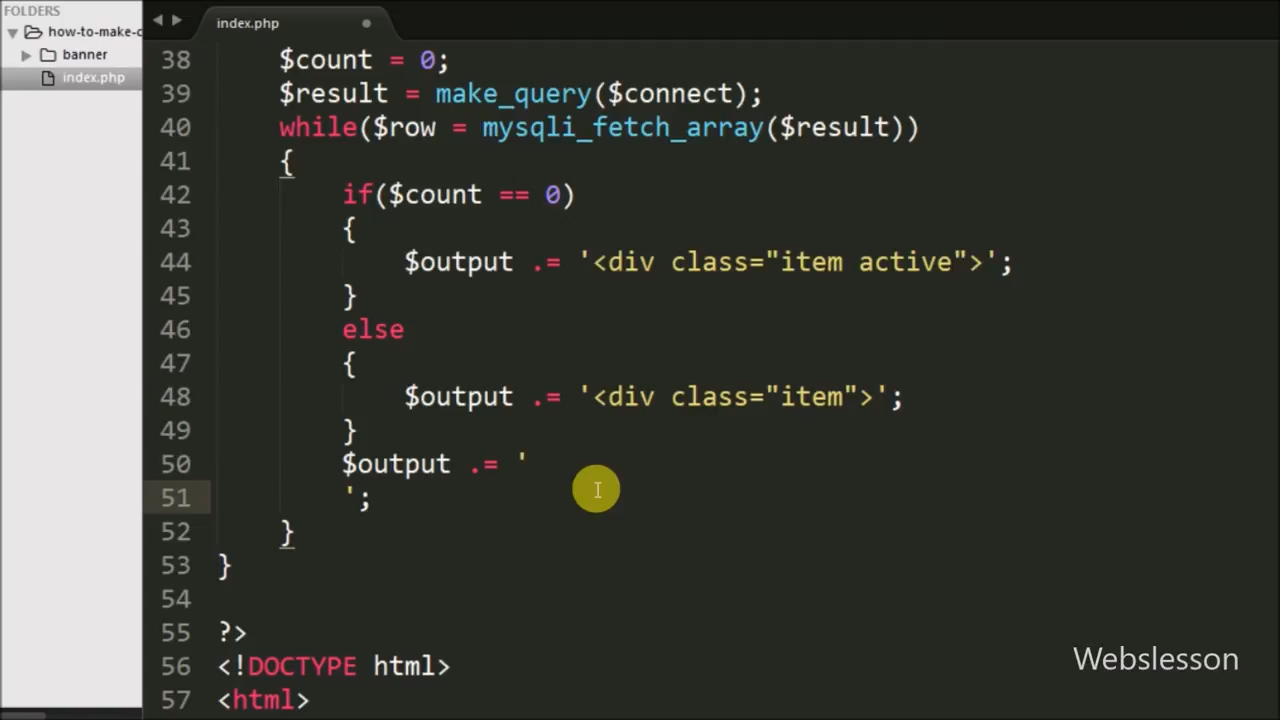 FOLDERS
how-to-make-c
banner
index.php
index.php
38 $count = 0;
39 $result = make_query($connect);
40 while($row = mysqli_fetch_array($result))
41 {
42 if($count == 0)
43 {
44 $output .= '<div class="item active">';
45 }
46 else
47 {
48 $output .= '<div class="item">';
49 }
50 $output .= '
51 ';
52 }
53 }
54
55 ?>
56 <!DOCTYPE html>
57 <html>
Webslesson